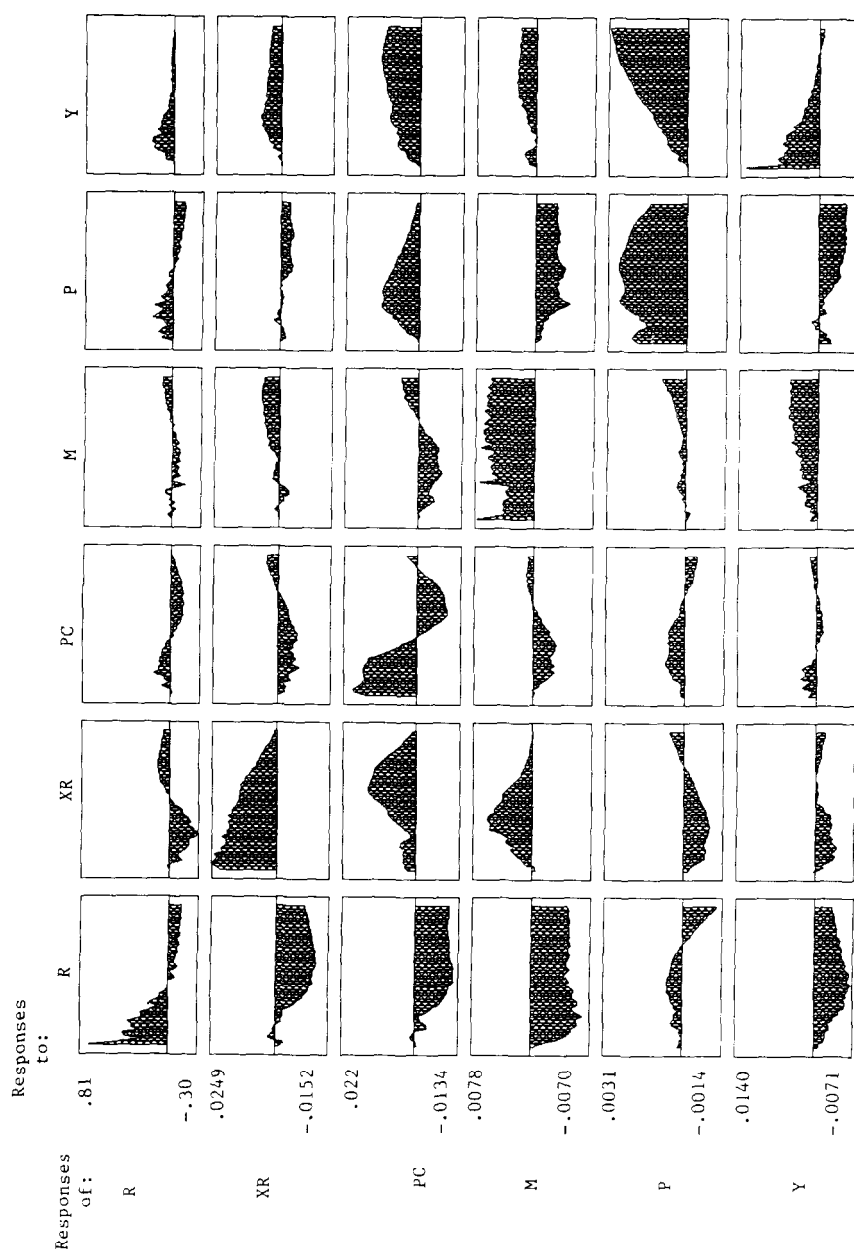 Responses
to:
R XR PC M P Y
Responses
of:
R
.81
-.30
XR
.0249
-.0152
PC
.022
-.0134
M
.0078
-.0070
P
.0031
-.0014
Y
.0140
-.0071